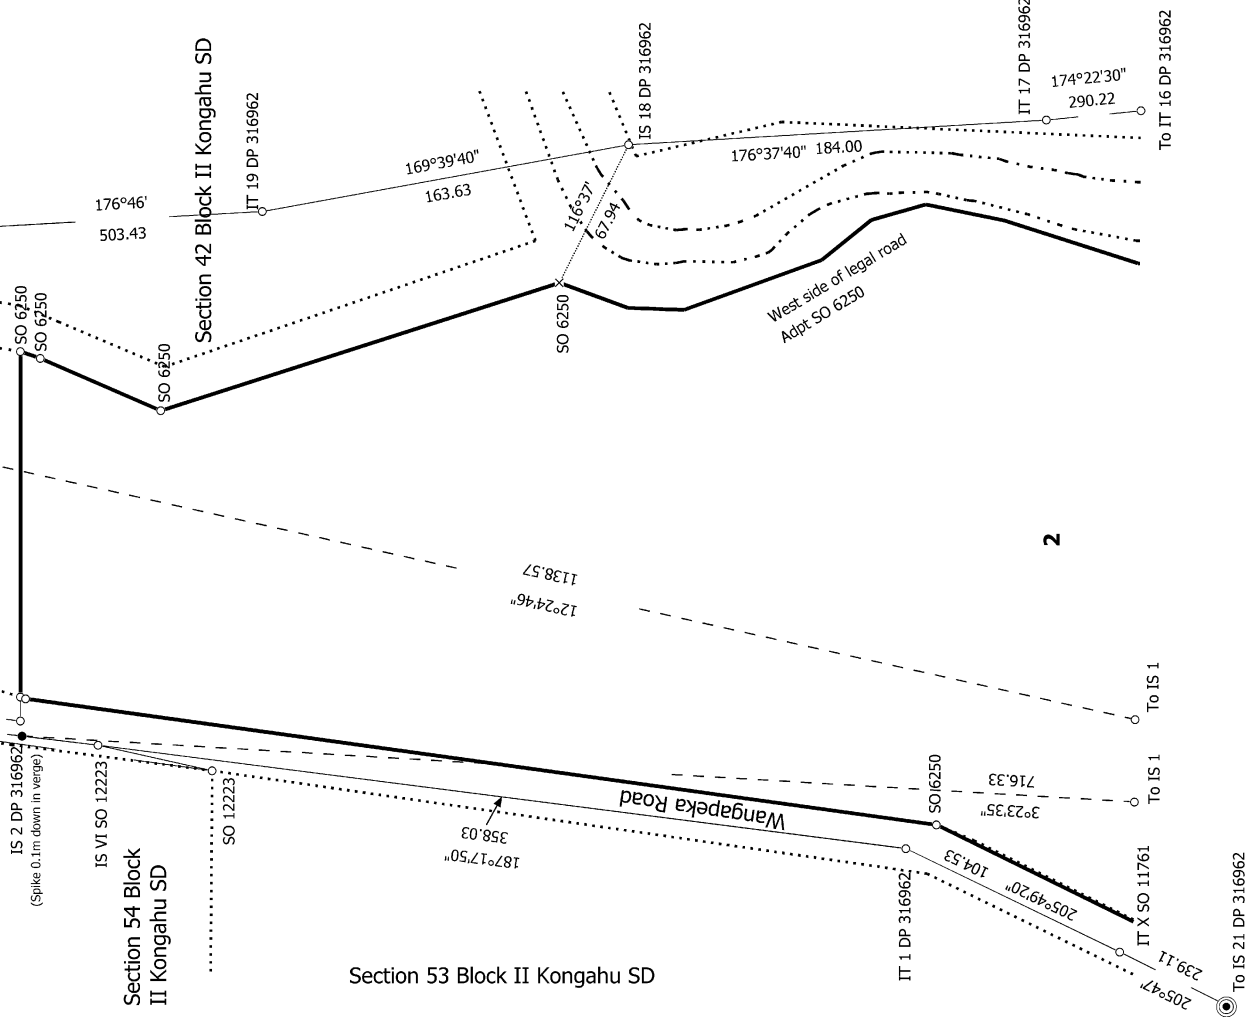 Section 42 Block II Kongahu SD
IT 19 DP 316962
IS 18 DP 316962
IT 17 DP 316962
To IT 16 DP 316962
174°22'30"
290.22
176°37'40" 184.00
169°39'40"
163.63
176°46'
503.43
116°37'
67.94
SO 6250
SO 6250
SO 6250
SO 6250
West side of legal road
Adpt SO 6250
2
1138.57
12°24'46"
To IS 1
To IS 1
716.33
3°23'35"
SO 6250
Wangapeka Road
358.03
187°17'50"
104.53
205°49'20"
IT X SO 11761
239.11
205°47'
To IS 21 DP 316962
IT 1 DP 316962
IS 2 DP 316962
(Spike 0.1m down in verge)
IS VI SO 12223
SO 12223
Section 54 Block
II Kongahu SD
Section 53 Block II Kongahu SD